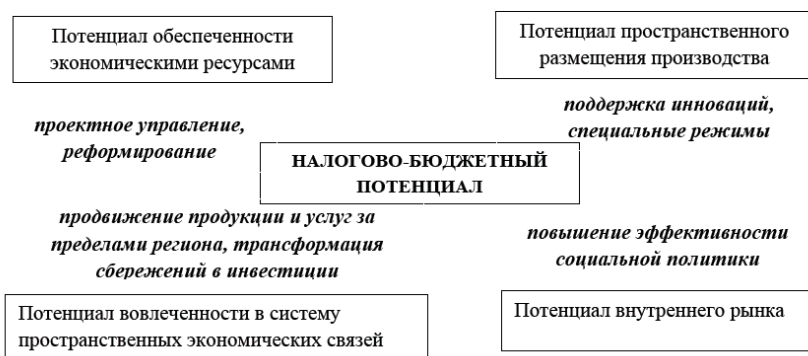 Потенциал обеспеченности
экономическими ресурсами
Потенциал пространственного
размещения производства
проектное управление,
реформирование
поддержка инноваций,
специальные режимы
НАЛОГОВО-БЮДЖЕТНЫЙ
ПОТЕНЦИАЛ
продвижение продукции и услуг за
пределами региона, трансформация
сбережений в инвестиции
повышение эффективности
социальной политики
Потенциал вовлеченности в систему
пространственных экономических связей
Потенциал внутреннего рынка